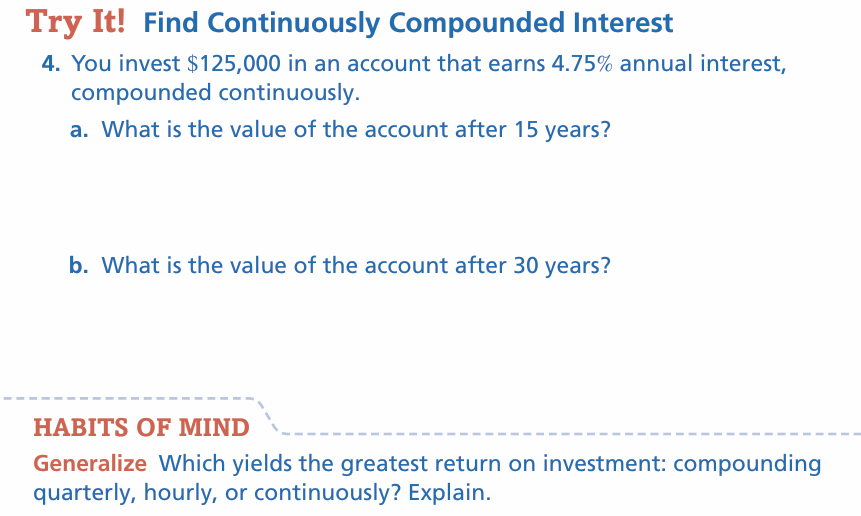 Try It! Find Continuously Compounded Interest
4. You invest $125,000 in an account that earns 4.75% annual interest,
compounded continuously.
a. What is the value of the account after 15 years?
b. What is the value of the account after 30 years?
HABITS OF MIND
Generalize Which yields the greatest return on investment: compounding
quarterly, hourly, or continuously? Explain.